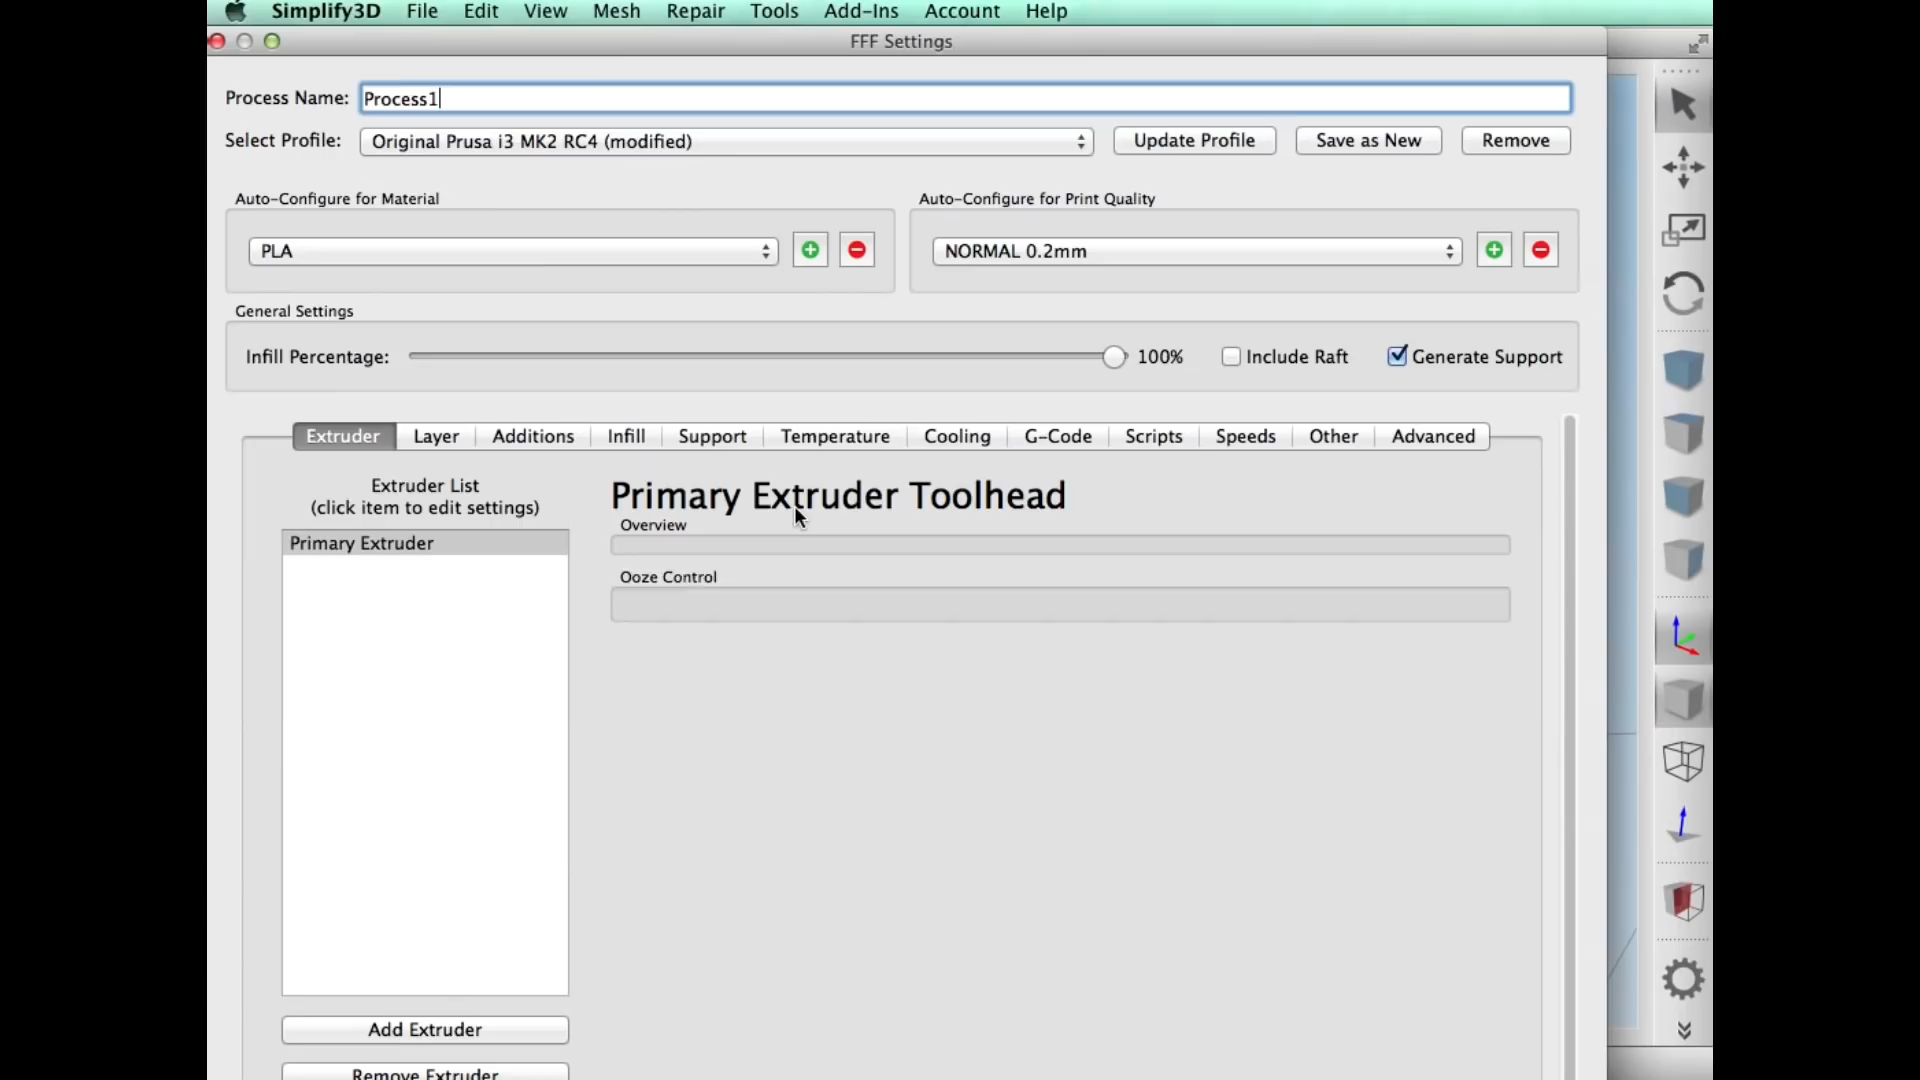 Simplify3D File Edit View Mesh Repair Tools Add-Ins Account Help
FFF Settings
Process Name: Process1
Select Profile: Original Prusa i3 MK2 RC4 (modified) Update Profile Save as New Remove
Auto-Configure for Material Auto-Configure for Print Quality
PLA NORMAL 0.2mm
General Settings
Infill Percentage: 100% Include Raft Generate Support
Extruder Layer Additions Infill Support Temperature Cooling G-Code Scripts Speeds Other Advanced
Extruder List
(click item to edit settings)
Primary Extruder
Primary Extruder Toolhead
Overview
Ooze Control
Add Extruder
Remove Extruder